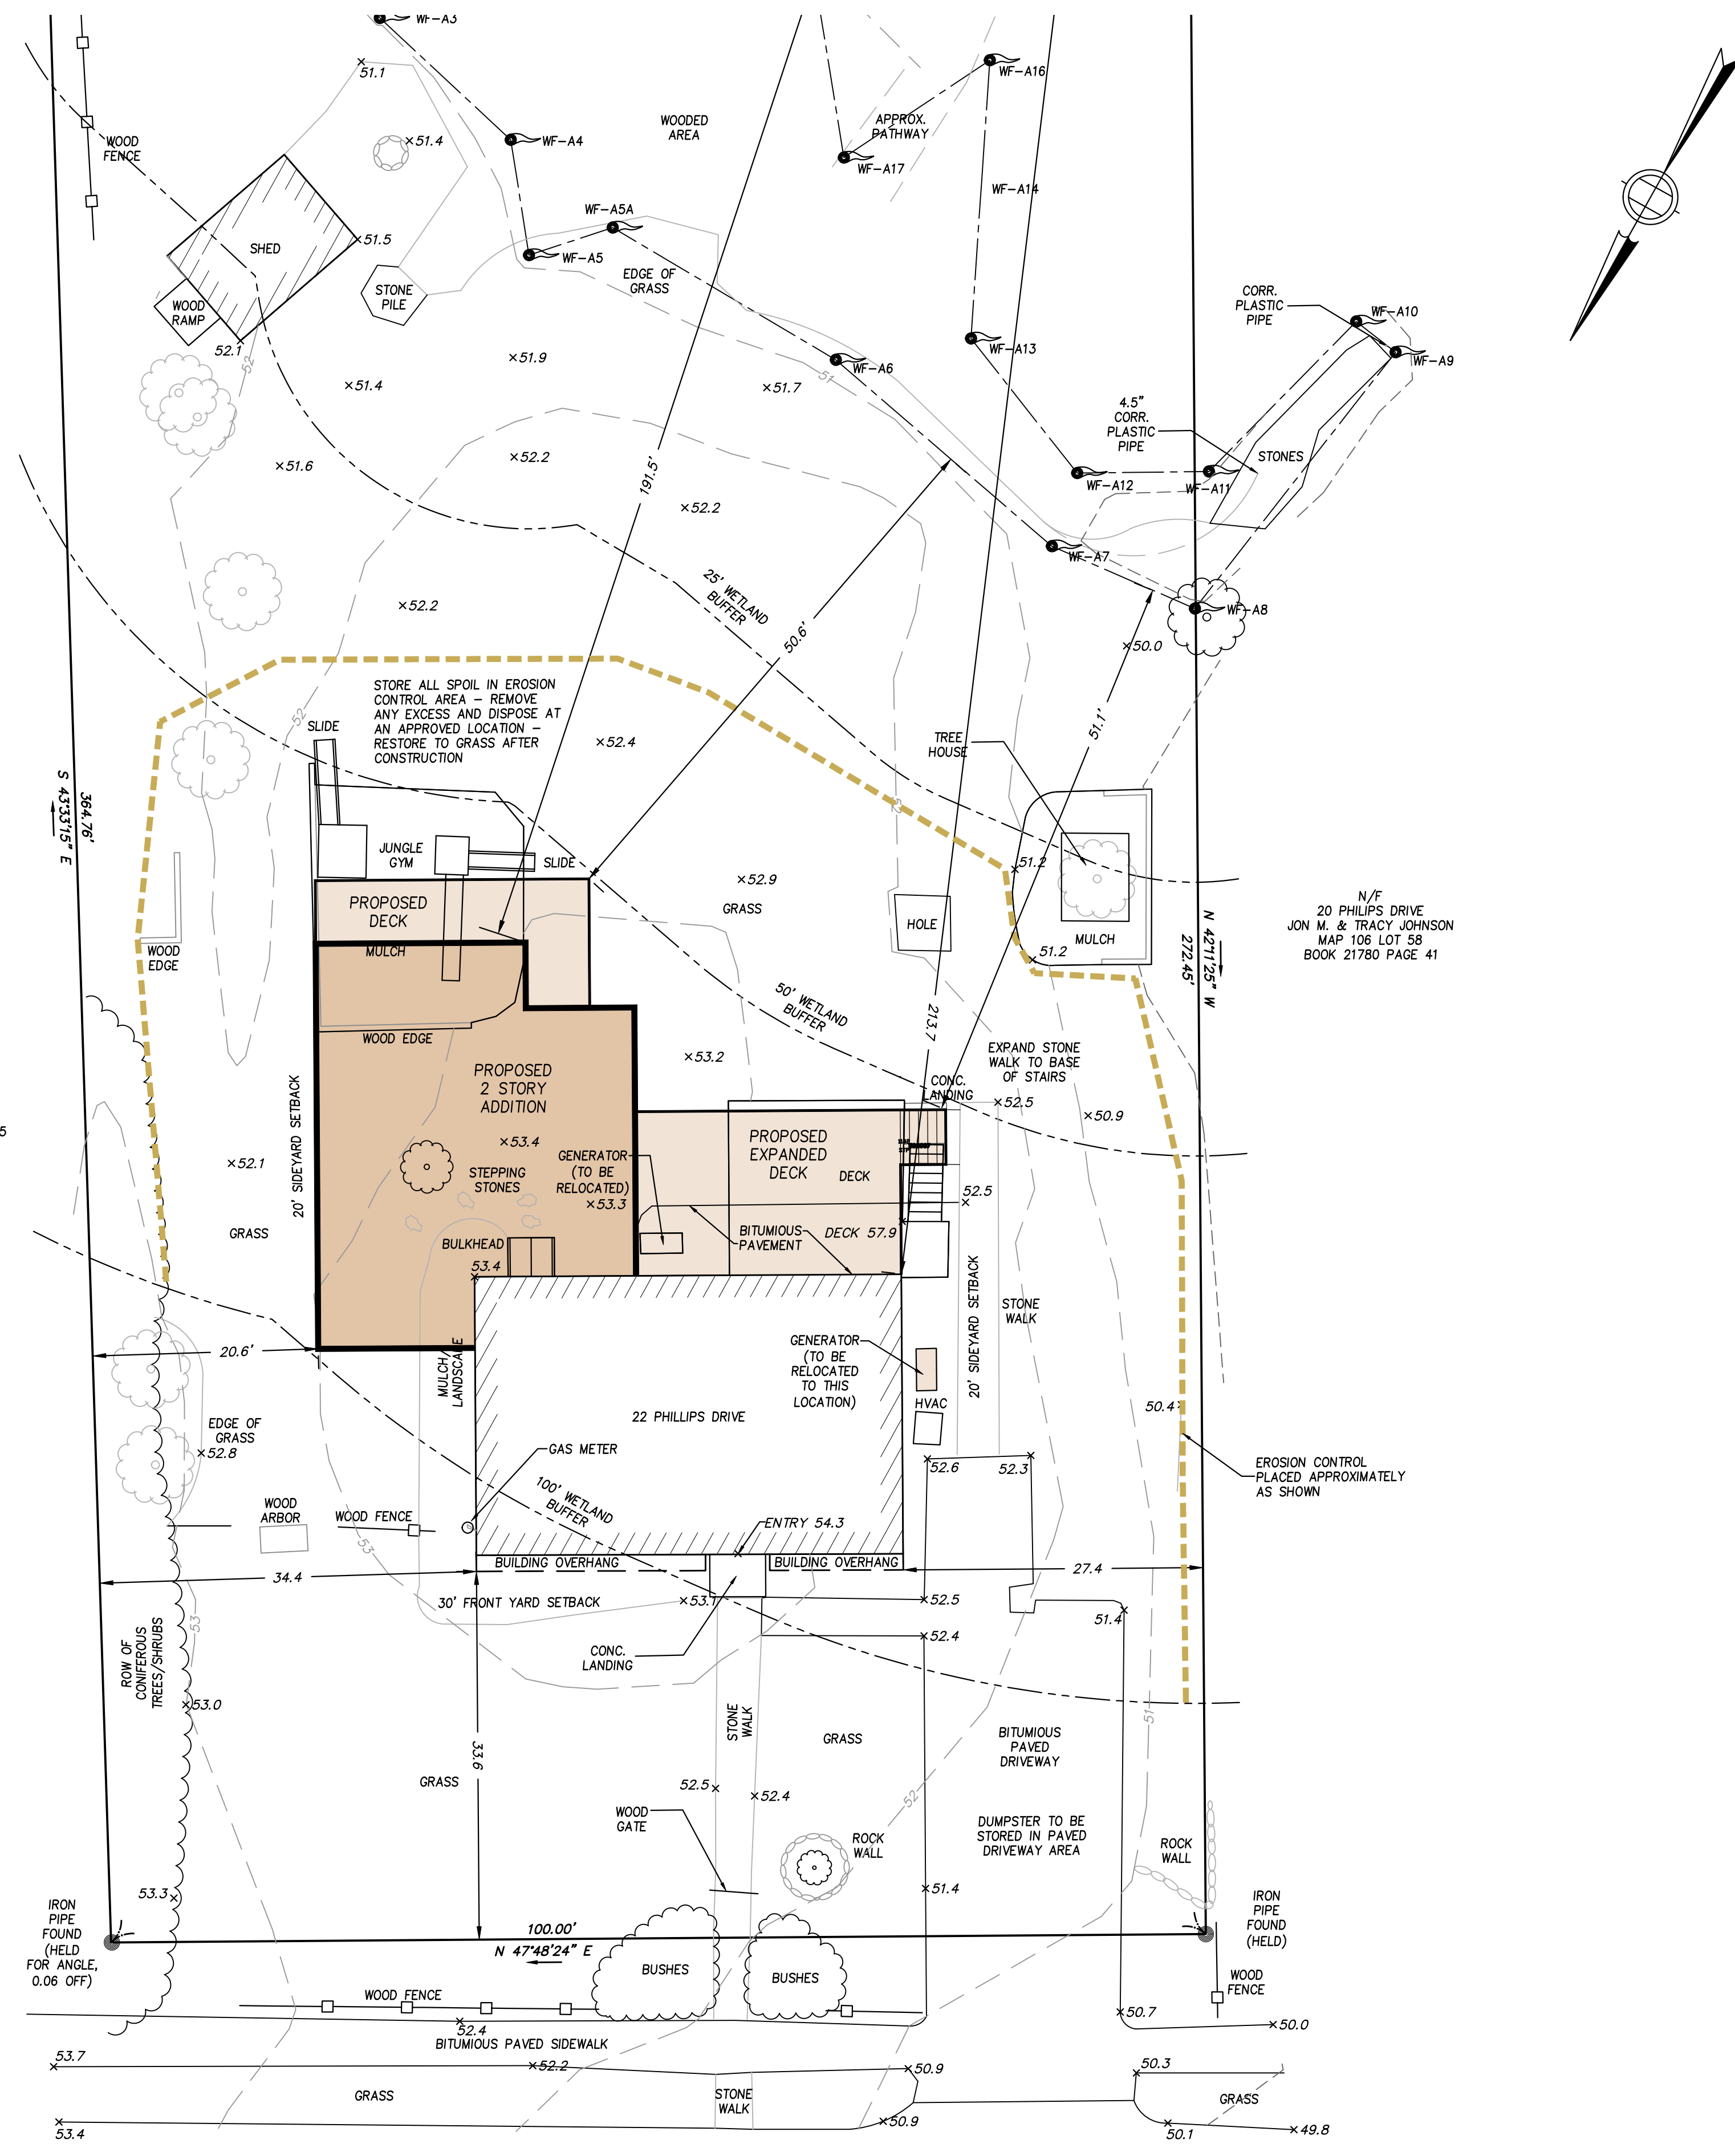 WF-A3
51.1
WF-A16
WOOD
FENCE
51.4
WF-A4
WOODED
AREA
APPROX.
PATHWAY
WF-A17
WF-A14
WF-A5A
SHED
51.5
WF-A5
EDGE OF
GRASS
STONE
PILE
WOOD
RAMP
CORR.
PLASTIC
PIPE
WF-A10
52.1
52
51.9
WF-A13
WF-A9
51.4
51.7
51
WF-A6
4.5"
CORR.
PLASTIC
PIPE
51.6
52.2
191.5'
STONES
WF-A12
WF-A11
52.2
WF-A7
25' WETLAND
BUFFER
52.2
50.6'
WF-A8
50.0
STORE ALL SPOIL IN EROSION
CONTROL AREA – REMOVE
ANY EXCESS AND DISPOSE AT
AN APPROVED LOCATION –
RESTORE TO GRASS AFTER
CONSTRUCTION
52
SLIDE
52.4
51.1'
TREE
HOUSE
52
S 43°33'15" E
364.76'
JUNGLE
GYM
SLIDE
51.2
52.9
GRASS
PROPOSED
DECK
HOLE
MULCH
N 42°11'25" W
272.45'
N/F
20 PHILIPS DRIVE
JON M. & TRACY JOHNSON
MAP 106 LOT 58
BOOK 21780 PAGE 41
WOOD
EDGE
MULCH
51.2
50' WETLAND
BUFFER
213.7
WOOD EDGE
53.2
EXPAND STONE
WALK TO BASE
OF STAIRS
PROPOSED
2 STORY
ADDITION
CONC.
LANDING
52.5
50.9
5
20' SIDEYARD SETBACK
53.4
PROPOSED
EXPANDED
DECK
DECK
52.1
STEPPING
STONES
GENERATOR
(TO BE
RELOCATED)
53.3
52.5
GRASS
BULKHEAD
BITUMIOUS
PAVEMENT
DECK 57.9
53.4
20' SIDEYARD SETBACK
STONE
WALK
20.6'
MULCH
LANDSCAPE
GENERATOR
(TO BE
RELOCATED
TO THIS
LOCATION)
HVAC
50.4
22 PHILLIPS DRIVE
EDGE OF
GRASS
52.8
GAS METER
52.6
52.3
EROSION CONTROL
PLACED APPROXIMATELY
AS SHOWN
100' WETLAND
BUFFER
WOOD
ARBOR
WOOD FENCE
53
ENTRY 54.3
BUILDING OVERHANG
BUILDING OVERHANG
34.4
27.4
30' FRONT YARD SETBACK
53.1
52.5
51.4
53
52.4
CONC.
LANDING
ROW OF
CONIFEROUS
TREES/SHRUBS
53.0
STONE
WALK
GRASS
BITUMIOUS
PAVED
DRIVEWAY
51
33.6
GRASS
52.5
52.4
52
WOOD
GATE
ROCK
WALL
DUMPSTER TO BE
STORED IN PAVED
DRIVEWAY AREA
ROCK
WALL
53.3
51.4
IRON
PIPE
FOUND
(HELD
FOR ANGLE,
0.06 OFF)
100.00'
N 47°48'24" E
IRON
PIPE
FOUND
(HELD)
BUSHES
BUSHES
WOOD FENCE
WOOD
FENCE
52.4
50.7
50.0
BITUMIOUS PAVED SIDEWALK
53.7
52.2
50.9
50.3
GRASS
STONE
WALK
GRASS
53.4
50.9
50.1
49.8